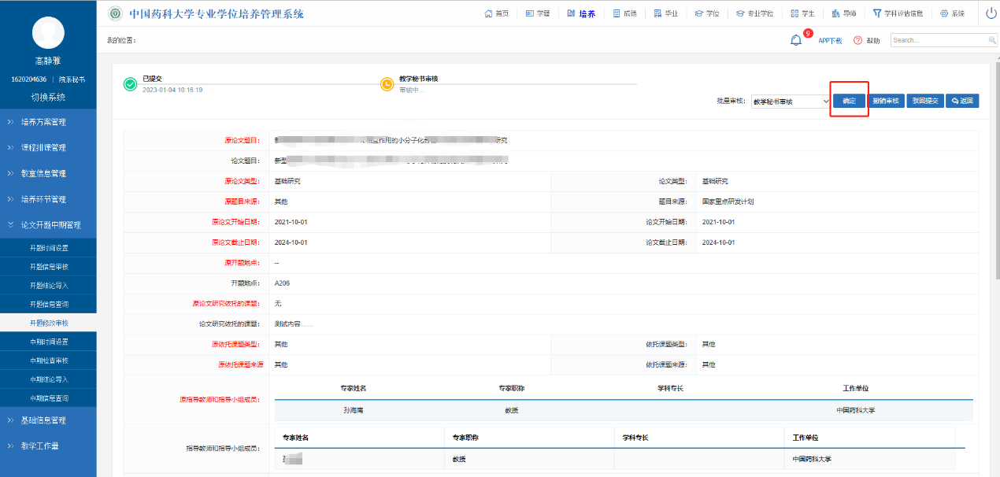 中国药科大学专业学位培养管理系统
首页 学籍 培养 成绩 毕业 学位 专业学位 学生 导师 学科评估信息 系统
高静雅
1620204636 | 院系秘书
切换系统
培养方案管理
课程排课管理
教室信息管理
培养环节管理
论文开题中期管理
开题时间设置
开题信息审核
开题结论导入
开题信息查询
开题修改审核
中期时间设置
中期检查审核
中期结论导入
中期信息查询
基础信息管理
教学工作量
我的位置：
9 APP下载 帮助 Search...
已提交
2023-01-04 10:16:19
教学秘书审核
审核中...
批量审核： 教学秘书审核 确定 撤销审核 驳回提交 返回
原论文题目： 相互作用的小分子化 研究
论文题目： 新型
原论文类型： 基础研究 论文类型： 基础研究
原题目来源： 其他 题目来源： 国家重点研发计划
原论文开始日期： 2021-10-01 论文开始日期： 2021-10-01
原论文截止日期： 2024-10-01 论文截止日期： 2024-10-01
原开题地点： --
开题地点： A206
原论文研究依托的课题： 无
论文研究依托的课题： 测试内容......
原依托课题类型： 其他 依托课题类型： 其他
原依托课题来源 其他 依托课题来源： 其他
原指导教师和指导小组成员：
专家姓名 专家职称 学科专长 工作单位
孙海鹰 教授 中国药科大学
指导教师和指导小组成员：
专家姓名 专家职称 学科专长 工作单位
教授 中国药科大学